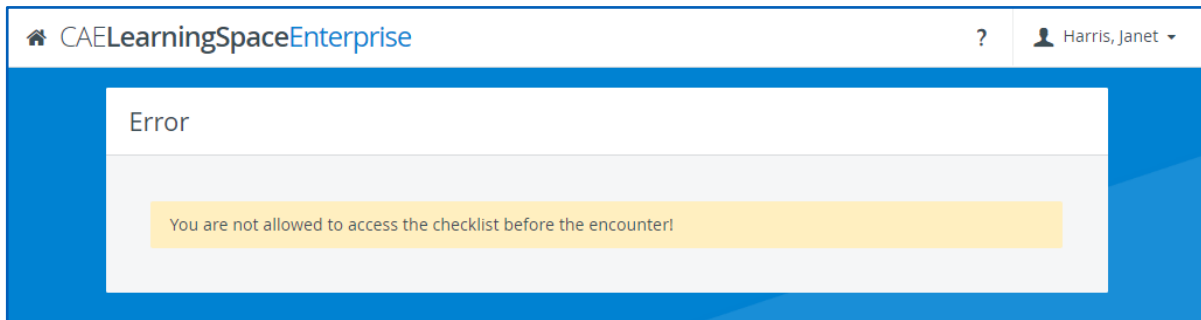 CAELearningSpaceEnterprise
?
Harris, Janet
Error
You are not allowed to access the checklist before the encounter!